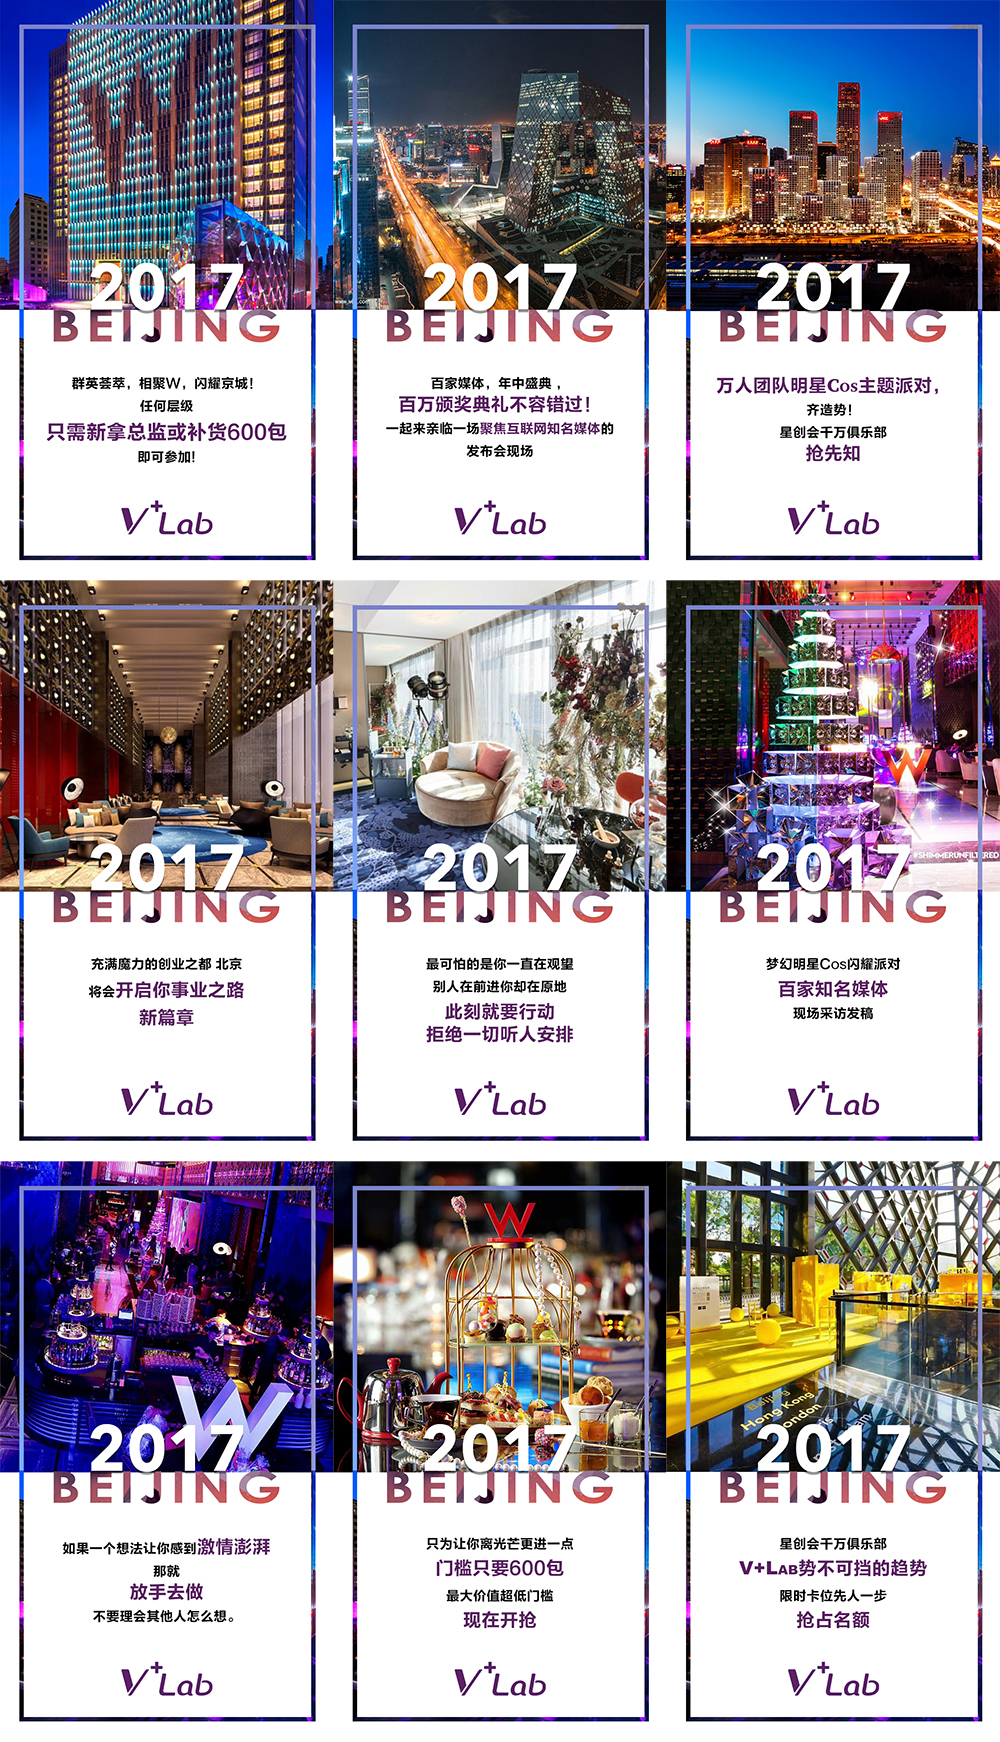 2017
BEIJING
群英荟萃，相聚W，闪耀京城！
任何层级
只需新拿总监或补货600包
即可参加！
V+Lab
www.
.com
2017
BEIJING
百家媒体，年中盛典，
百万颁奖典礼不容错过！
一起来亲临一场聚焦互联网知名媒体的
发布会现场
V+Lab
2017
BEIJING
万人团队明星Cos主题派对，
齐造势！
星创会千万俱乐部
抢先知
V+Lab
2017
BEIJING
充满魔力的创业之都 北京
将会开启你事业之路
新篇章
V+Lab
2017
BEIJING
最可怕的是你一直在观望
别人在前进你却在原地
此刻就要行动
拒绝一切听人安排
V+Lab
W
#SHIMMERUNFILTERED
2017
BEIJING
梦幻明星Cos闪耀派对
百家知名媒体
现场采访发稿
V+Lab
W
2017
BEIJING
如果一个想法让你感到激情澎湃
那就
放手去做
不要理会其他人怎么想。
V+Lab
W
2017
BEIJING
只为让你离光芒更进一点
门槛只要600包
最大价值超低门槛
现在开抢
V+Lab
Beijing
Hong Kong
London
2017
BEIJING
星创会千万俱乐部
V+LAB势不可挡的趋势
限时卡位先人一步
抢占名额
V+Lab